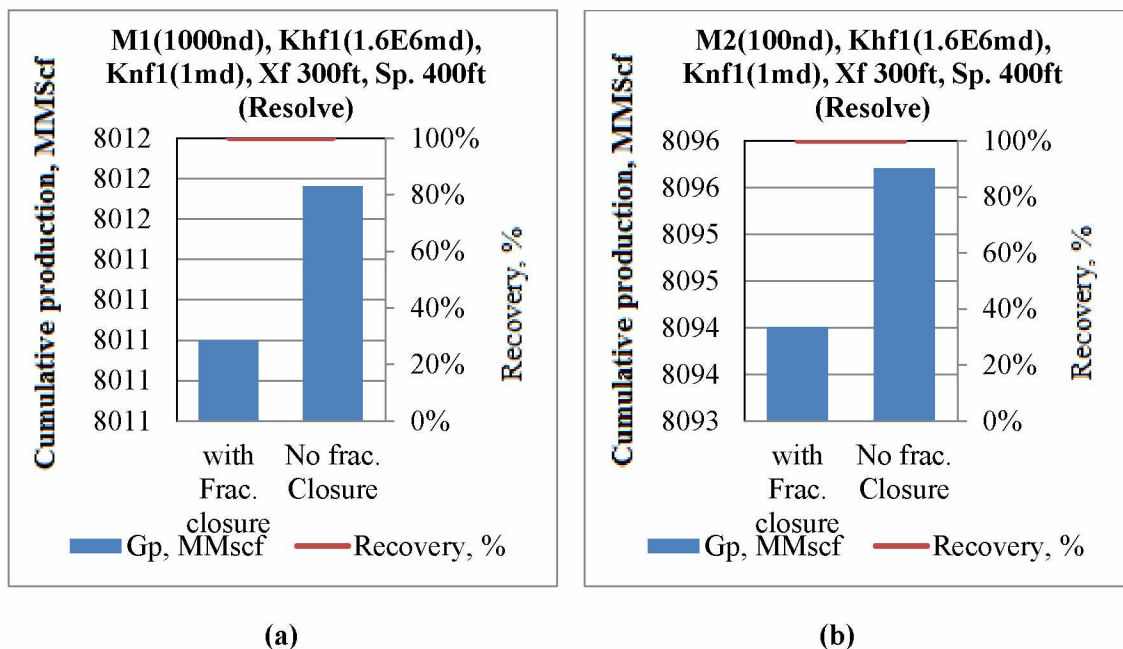 M1(1000nd), Khf1(1.6E6md),
Knf1(1md), Xf 300ft, Sp. 400ft
(Resolve)
Cumulative production, MMScf
8012
8012
8012
8011
8011
8011
8011
8011
100%
80%
60%
40%
20%
0%
Recovery, %
with
Frac.
closure
No frac.
Closure
Gp, MMscf
Recovery, %
(a)
M2(100nd), Khf1(1.6E6md),
Knf1(1md), Xf 300ft, Sp. 400ft
(Resolve)
Cumulative production, MMScf
8096
8096
8095
8095
8094
8094
8093
100%
80%
60%
40%
20%
0%
Recovery, %
with
Frac.
closure
No frac.
Closure
Gp, MMscf
Recovery, %
(b)